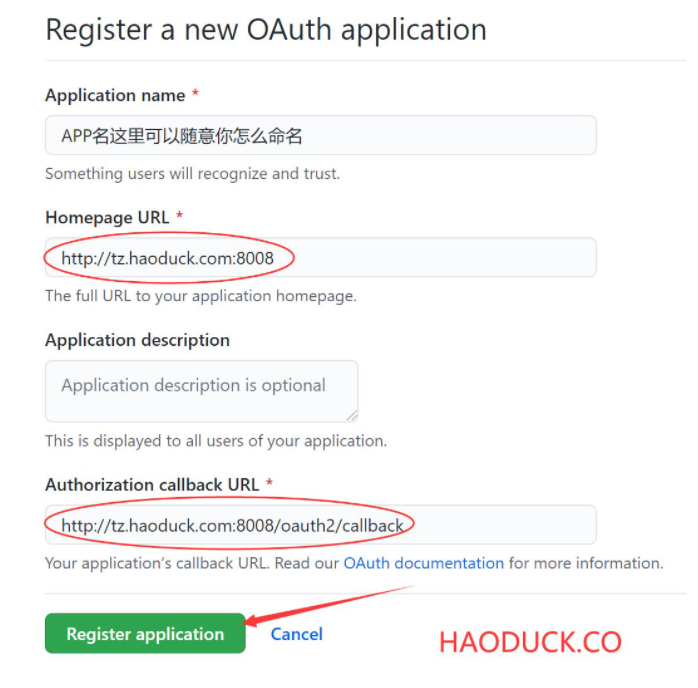 Register a new OAuth application
Application name *
APP名这里可以随意你怎么命名
Something users will recognize and trust.
Homepage URL *
http://tz.haoduck.com:8008
The full URL to your application homepage.
Application description
Application description is optional
This is displayed to all users of your application.
Authorization callback URL *
http://tz.haoduck.com:8008/oauth2/callback
Your application's callback URL. Read our OAuth documentation for more information.
Register application Cancel
HAODUCK.CO